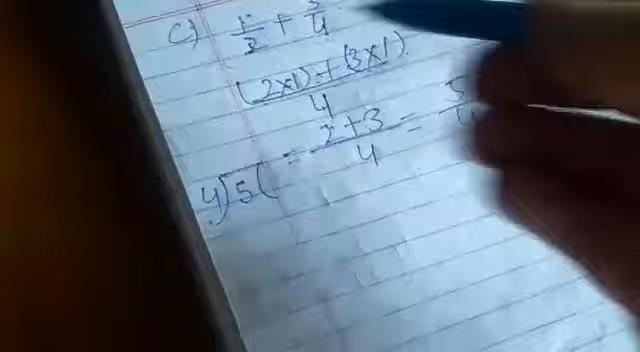 c) 1/2 + 3/4
(2x1) + (3x1)/4
= 2+3/4 = 5/4
4)5(